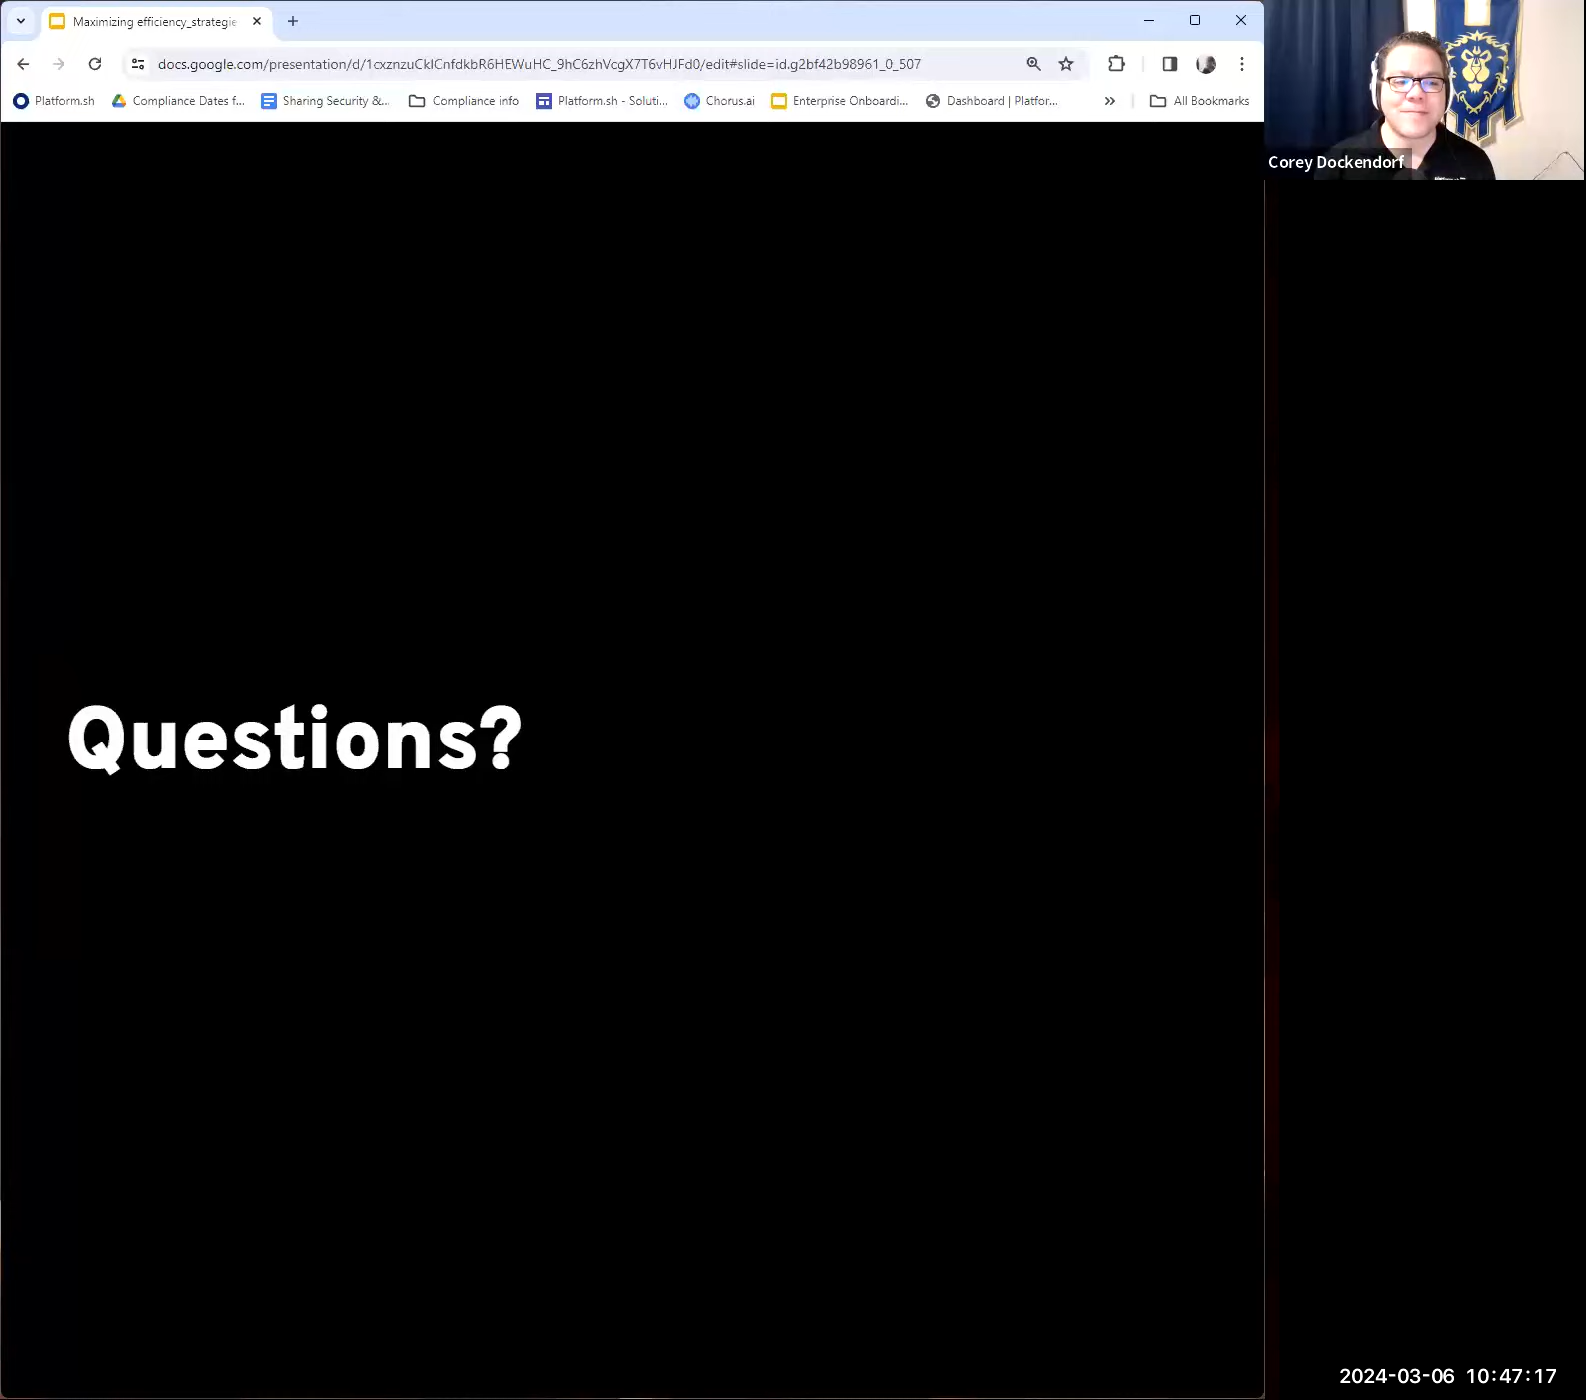 Maximizing efficiency_strategie
docs.google.com/presentation/d/1cxznzuCkICnfdkbR6HEWuHC_9hC6zhVcgX7T6vHJFd0/edit#slide=id.g2bf42b98961_0_507
Platform.sh
Compliance Dates f...
Sharing Security &...
Compliance info
Platform.sh - Soluti...
Chorus.ai
Enterprise Onboardi...
Dashboard | Platfor...
All Bookmarks
Corey Dockendorf
Questions?
2024-03-06 10:47:17